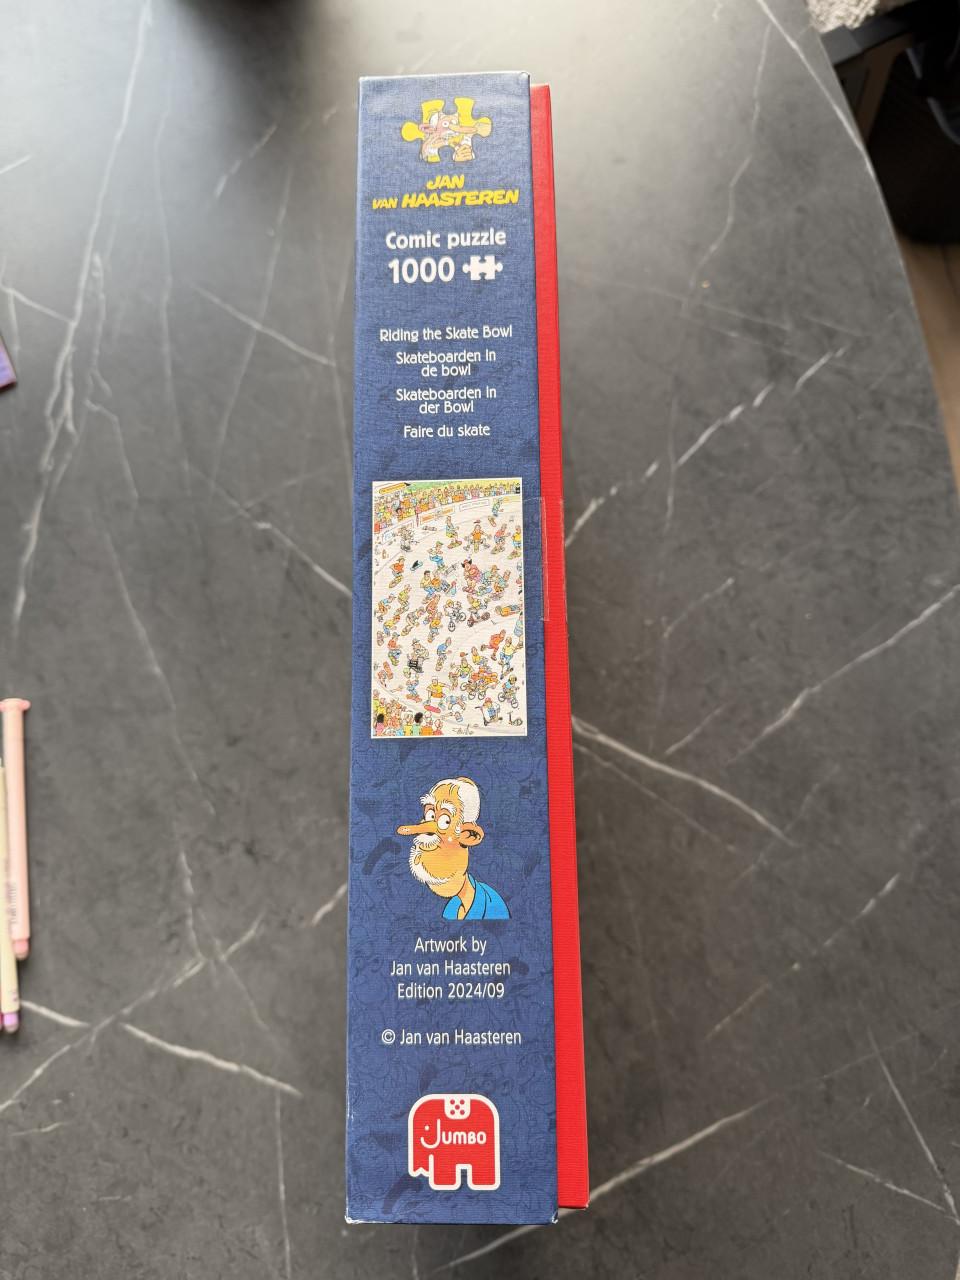 JAN
VAN HAASTEREN
Comic puzzle
1000
Riding the Skate Bowl
Skateboarden in
de bowl
Skateboarden in
der Bowl
Faire du skate
Artwork by
Jan van Haasteren
Edition 2024/09
© Jan van Haasteren
JUMBO